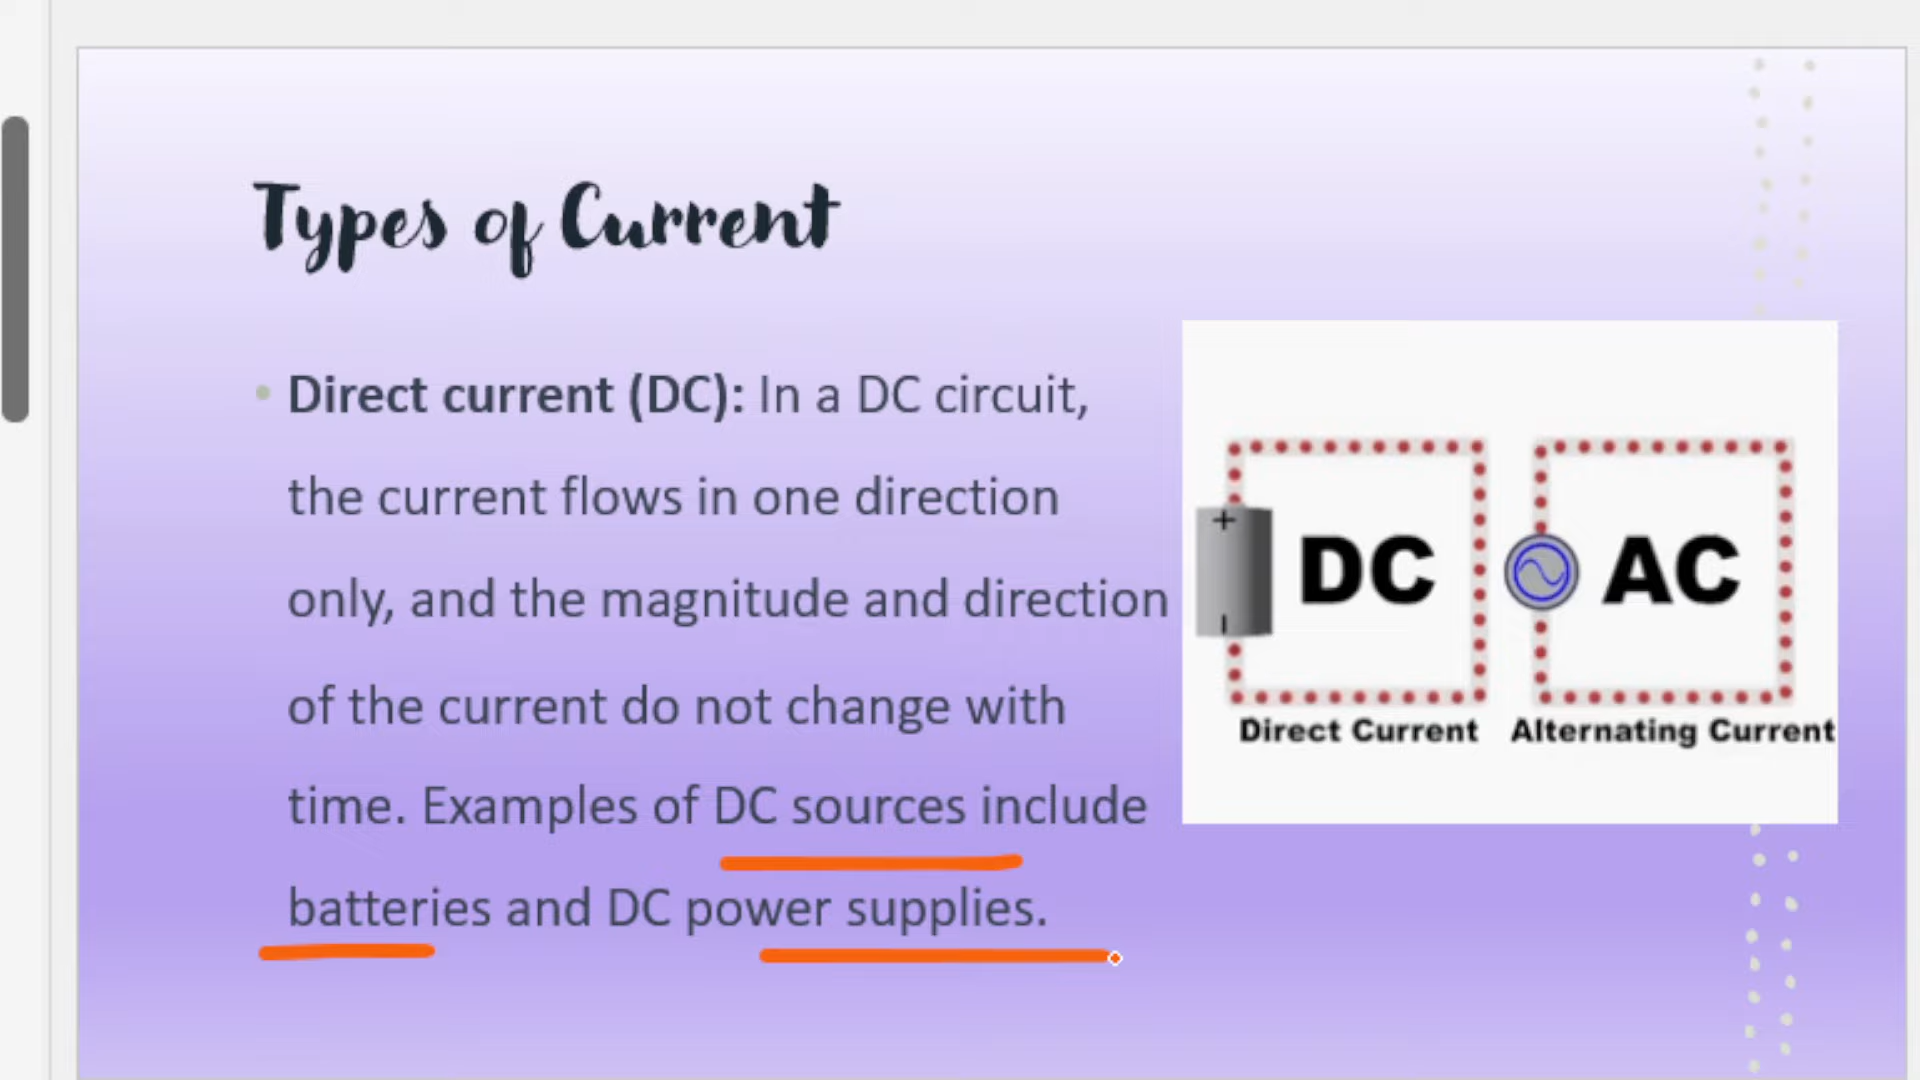 Types of Current
• Direct current (DC): In a DC circuit,
the current flows in one direction
only, and the magnitude and direction
of the current do not change with
time. Examples of DC sources include
batteries and DC power supplies.
+
DC
AC
-
Direct Current
Alternating Current